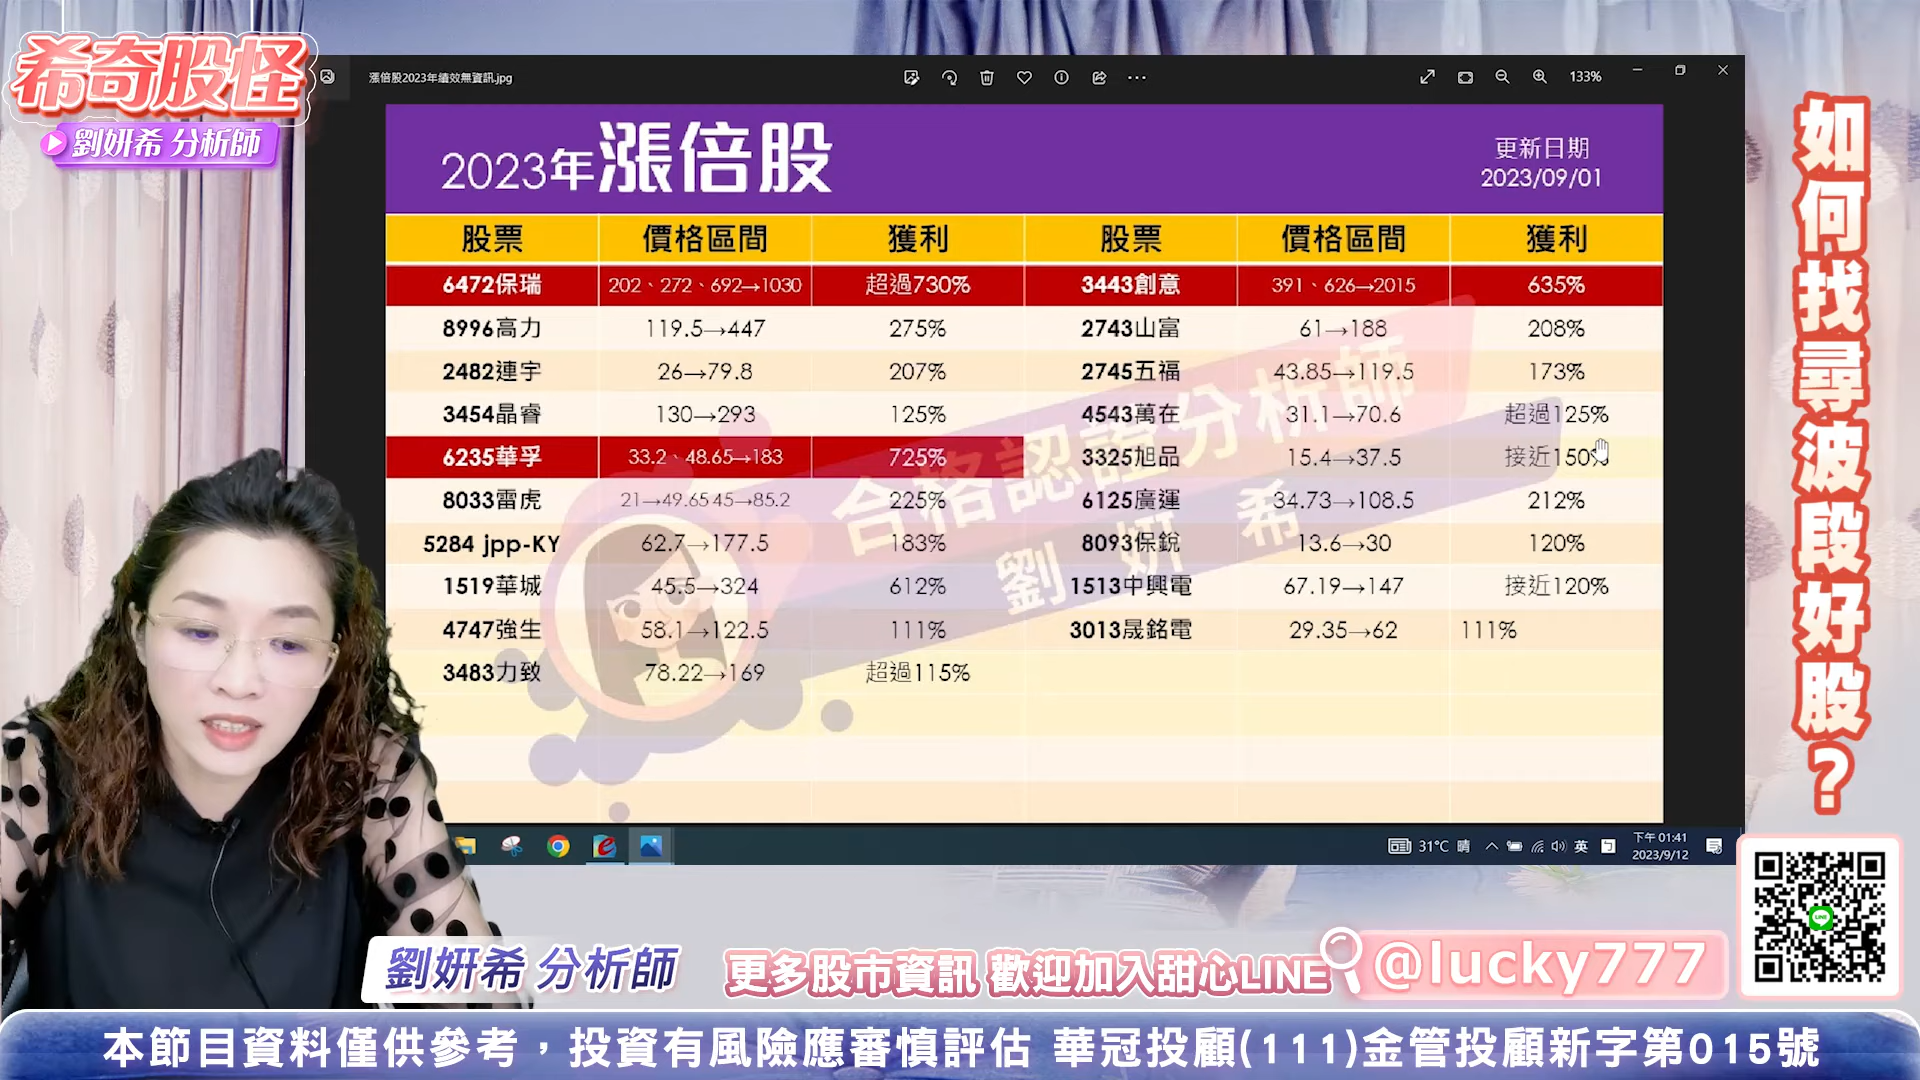 希奇股怪
劉妍希 分析師
漲倍股2023年績效無資訊.jpg
133%
2023年漲倍股
更新日期
2023/09/01
股票 價格區間 獲利 股票 價格區間 獲利
6472保瑞 202、272、692→1030 超過730% 3443創意 391、626→2015 635%
8996高力 119.5→447 275% 2743山富 61→188 208%
2482連宇 26→79.8 207% 2745五福 43.85→119.5 173%
3454晶睿 130→293 125% 4543萬在 31.1→70.6 超過125%
6235華孚 33.2、48.65→183 725% 3325旭品 15.4→37.5 接近150%
8033雷虎 21→49.65 45→85.2 225% 6125廣運 34.73→108.5 212%
5284 jpp-KY 62.7→177.5 183% 8093保銳 13.6→30 120%
1519華城 45.5→324 612% 1513中興電 67.19→147 接近120%
4747強生 58.1→122.5 111% 3013晟銘電 29.35→62 111%
3483力致 78.22→169 超過115%
合格認證分析師
劉妍希
31°C 晴
英
下午 01:41
2023/9/12
如何找尋波段好股?
LINE
劉妍希 分析師
更多股市資訊 歡迎加入甜心LINE
@lucky777
本節目資料僅供參考，投資有風險應審慎評估 華冠投顧(111)金管投顧新字第015號